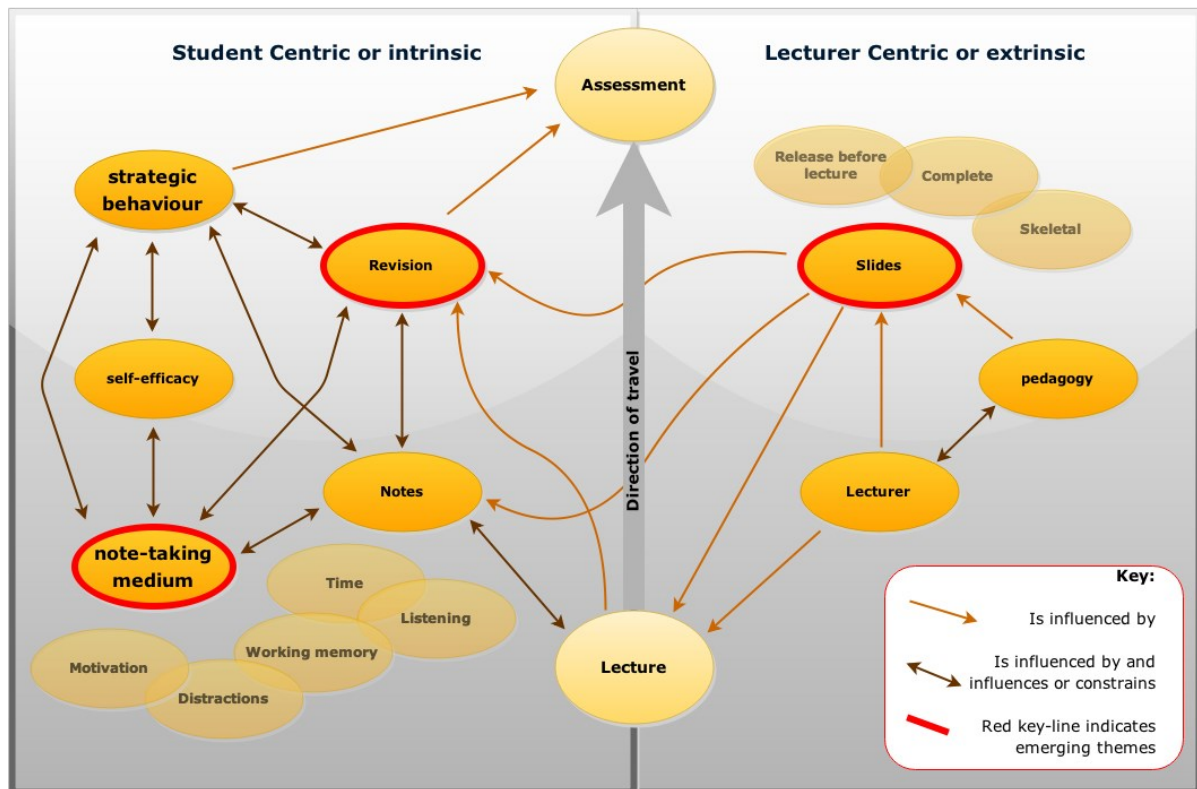 Student Centric or intrinsic
Lecturer Centric or extrinsic
Assessment
strategic
behaviour
Release before
lecture
Complete
Skeletal
Revision
Slides
self-efficacy
pedagogy
Direction of travel
Notes
Lecturer
note-taking
medium
Time
Listening
Working memory
Motivation
Distractions
Lecture
Key:
Is influenced by
Is influenced by and
influences or constrains
Red key-line indicates
emerging themes